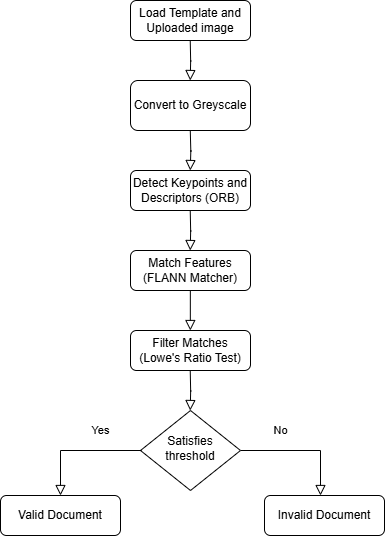 Load Template and
Uploaded image
Convert to Greyscale
Detect Keypoints and
Descriptors (ORB)
Match Features
(FLANN Matcher)
Filter Matches
(Lowe's Ratio Test)
Satisfies
threshold
Yes
No
Valid Document
Invalid Document